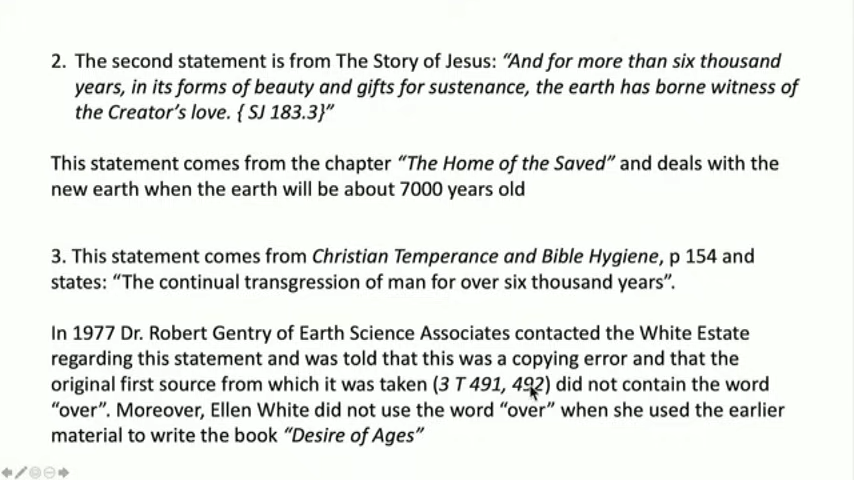 2. The second statement is from The Story of Jesus: “And for more than six thousand
years, in its forms of beauty and gifts for sustenance, the earth has borne witness of
the Creator’s love. { SJ 183.3}”
This statement comes from the chapter “The Home of the Saved” and deals with the
new earth when the earth will be about 7000 years old
3. This statement comes from Christian Temperance and Bible Hygiene, p 154 and
states: “The continual transgression of man for over six thousand years”.
In 1977 Dr. Robert Gentry of Earth Science Associates contacted the White Estate
regarding this statement and was told that this was a copying error and that the
original first source from which it was taken (3 T 491, 492) did not contain the word
“over”. Moreover, Ellen White did not use the word “over” when she used the earlier
material to write the book “Desire of Ages”